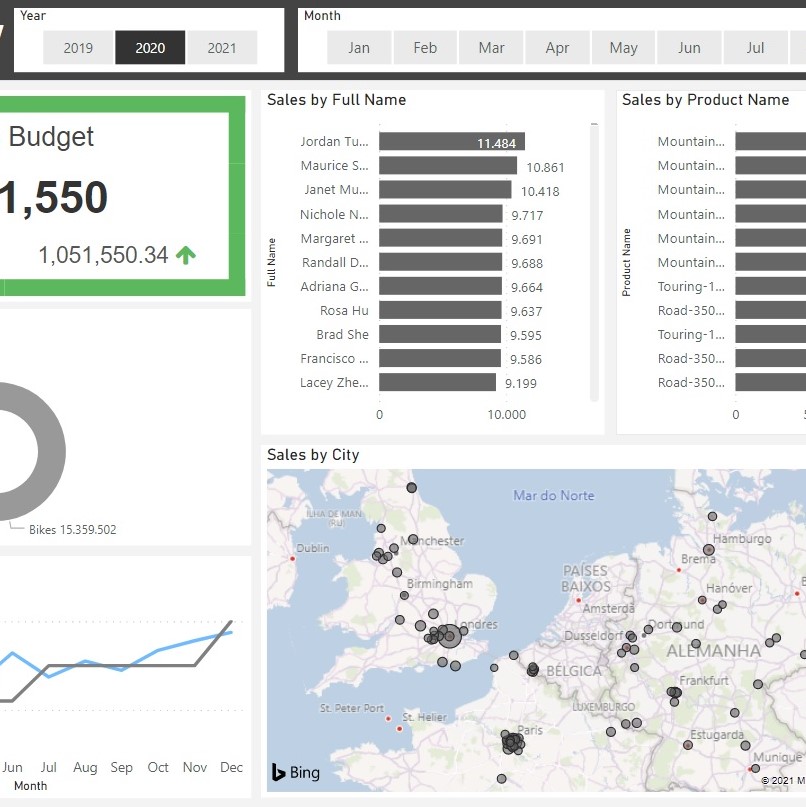 Year
2019 2020 2021
Month
Jan Feb Mar Apr May Jun Jul
Budget
1,550
1,051,550.34
Bikes 15.359.502
Jun Jul Aug Sep Oct Nov Dec
Month
Sales by Full Name
Full Name
Jordan Tu... 11.484
Maurice S... 10.861
Janet Mu... 10.418
Nichole N... 9.717
Margaret ... 9.691
Randall D... 9.688
Adriana G... 9.664
Rosa Hu 9.637
Brad She 9.595
Francisco ... 9.586
Lacey Zhe... 9.199
0 10.000
Sales by Product Name
Product Name
Mountain...
Mountain...
Mountain...
Mountain...
Mountain...
Mountain...
Touring-1...
Road-350...
Touring-1...
Road-350...
Road-350...
0
Sales by City
Mar do Norte
ILHA DE MAN
(RU)
Dublin
Manchester
Birmingham
ondres
PAÍSES
BAIXOS
Amsterdã
Hamburgo
Brema
Hanôver
Dortmund
Dusseldorf
ALEMANHA
BÉLGICA
Frankfurt
LUXEMBURGO
St. Peter Port
St. Helier
Paris
Estugarda
Munique
Bing
© 2021 M